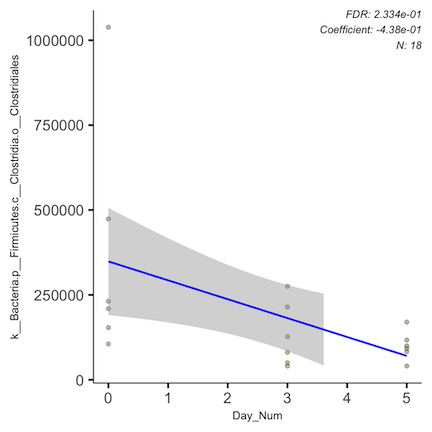 FDR: 2.334e-01
Coefficient: -4.38e-01
N: 18
k__Bacteria.p__Firmicutes.c__Clostridia.o__Clostridiales
1000000
750000
500000
250000
0
0 1 2 3 4 5
Day_Num